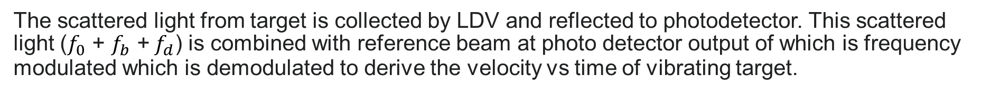 The scattered light from target is collected by LDV and reflected to photodetector. This scattered
light (𝑓₀ + 𝑓_b + 𝑓_d) is combined with reference beam at photo detector output of which is frequency
modulated which is demodulated to derive the velocity vs time of vibrating target.